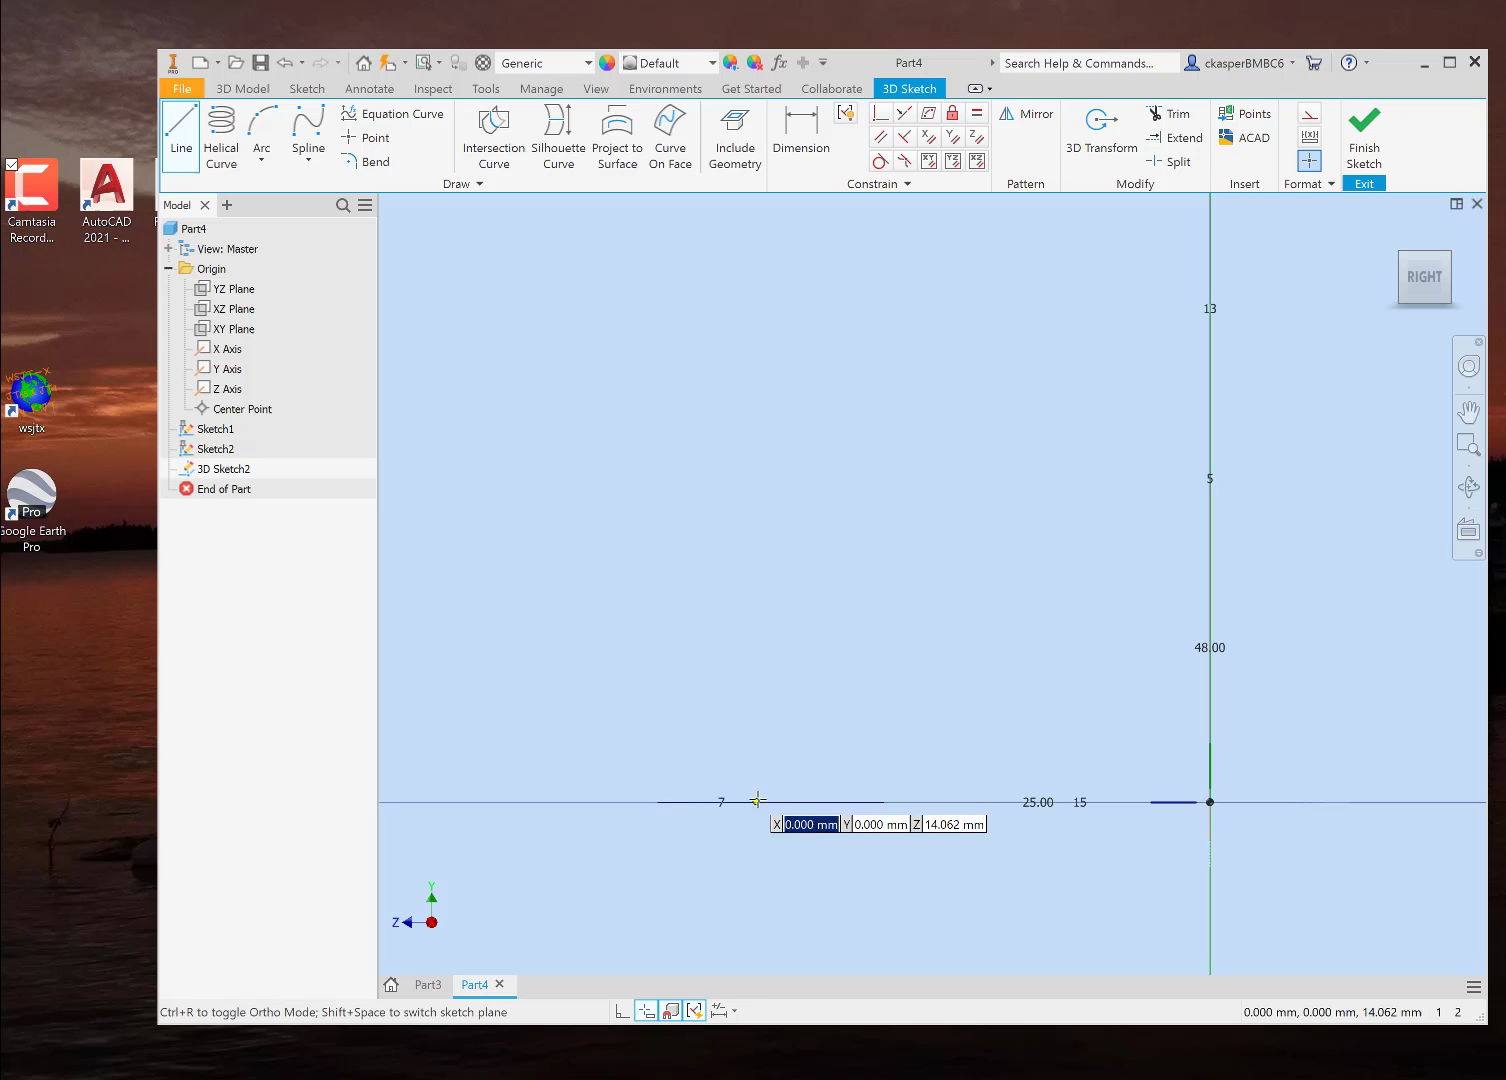 PRO
Generic
Default
fx
Part4
Search Help & Commands...
ckasperBMBC6
File
3D Model
Sketch
Annotate
Inspect
Tools
Manage
View
Environments
Get Started
Collaborate
3D Sketch
Line
Helical
Curve
Arc
Spline
Equation Curve
Point
Bend
Draw
Intersection
Curve
Silhouette
Curve
Project to
Surface
Curve
On Face
Include
Geometry
Dimension
Constrain
Mirror
Pattern
3D Transform
Trim
Extend
Split
Modify
Points
ACAD
Insert
Format
Finish
Sketch
Exit
Camtasia
Record...
AutoCAD
2021 - ...
wsjtx
Pro
Google Earth
Pro
Model
Part4
View: Master
Origin
YZ Plane
XZ Plane
XY Plane
X Axis
Y Axis
Z Axis
Center Point
Sketch1
Sketch2
3D Sketch2
End of Part
RIGHT
13
5
48.00
7
25.00
15
X 0.000 mm Y 0.000 mm Z 14.062 mm
Y
Z
Part3
Part4
Ctrl+R to toggle Ortho Mode; Shift+Space to switch sketch plane
0.000 mm, 0.000 mm, 14.062 mm 1 2